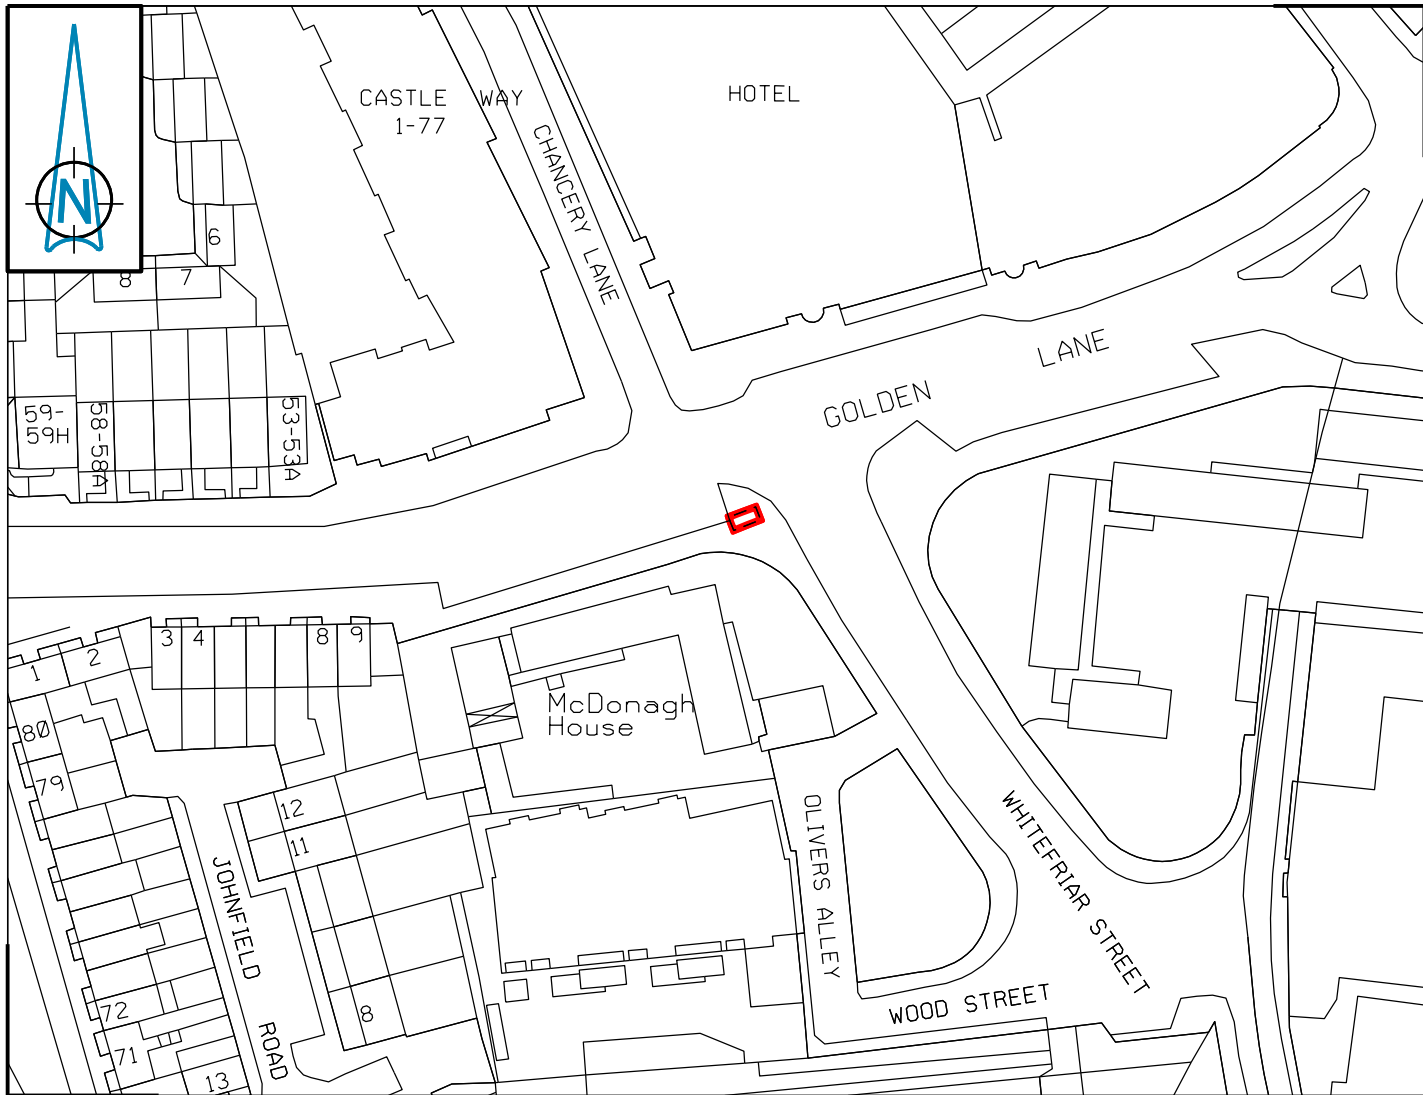 N
CASTLE WAY
1-77
HOTEL
CHANCERY LANE
6
8
7
GOLDEN LANE
59-
59H
58-58A
53-53A
1
2
3
4
8
9
80
79
McDonagh
House
12
11
OLIVERS ALLEY
WHITEFRIAR STREET
JOHNFIELD ROAD
72
71
8
13
WOOD STREET